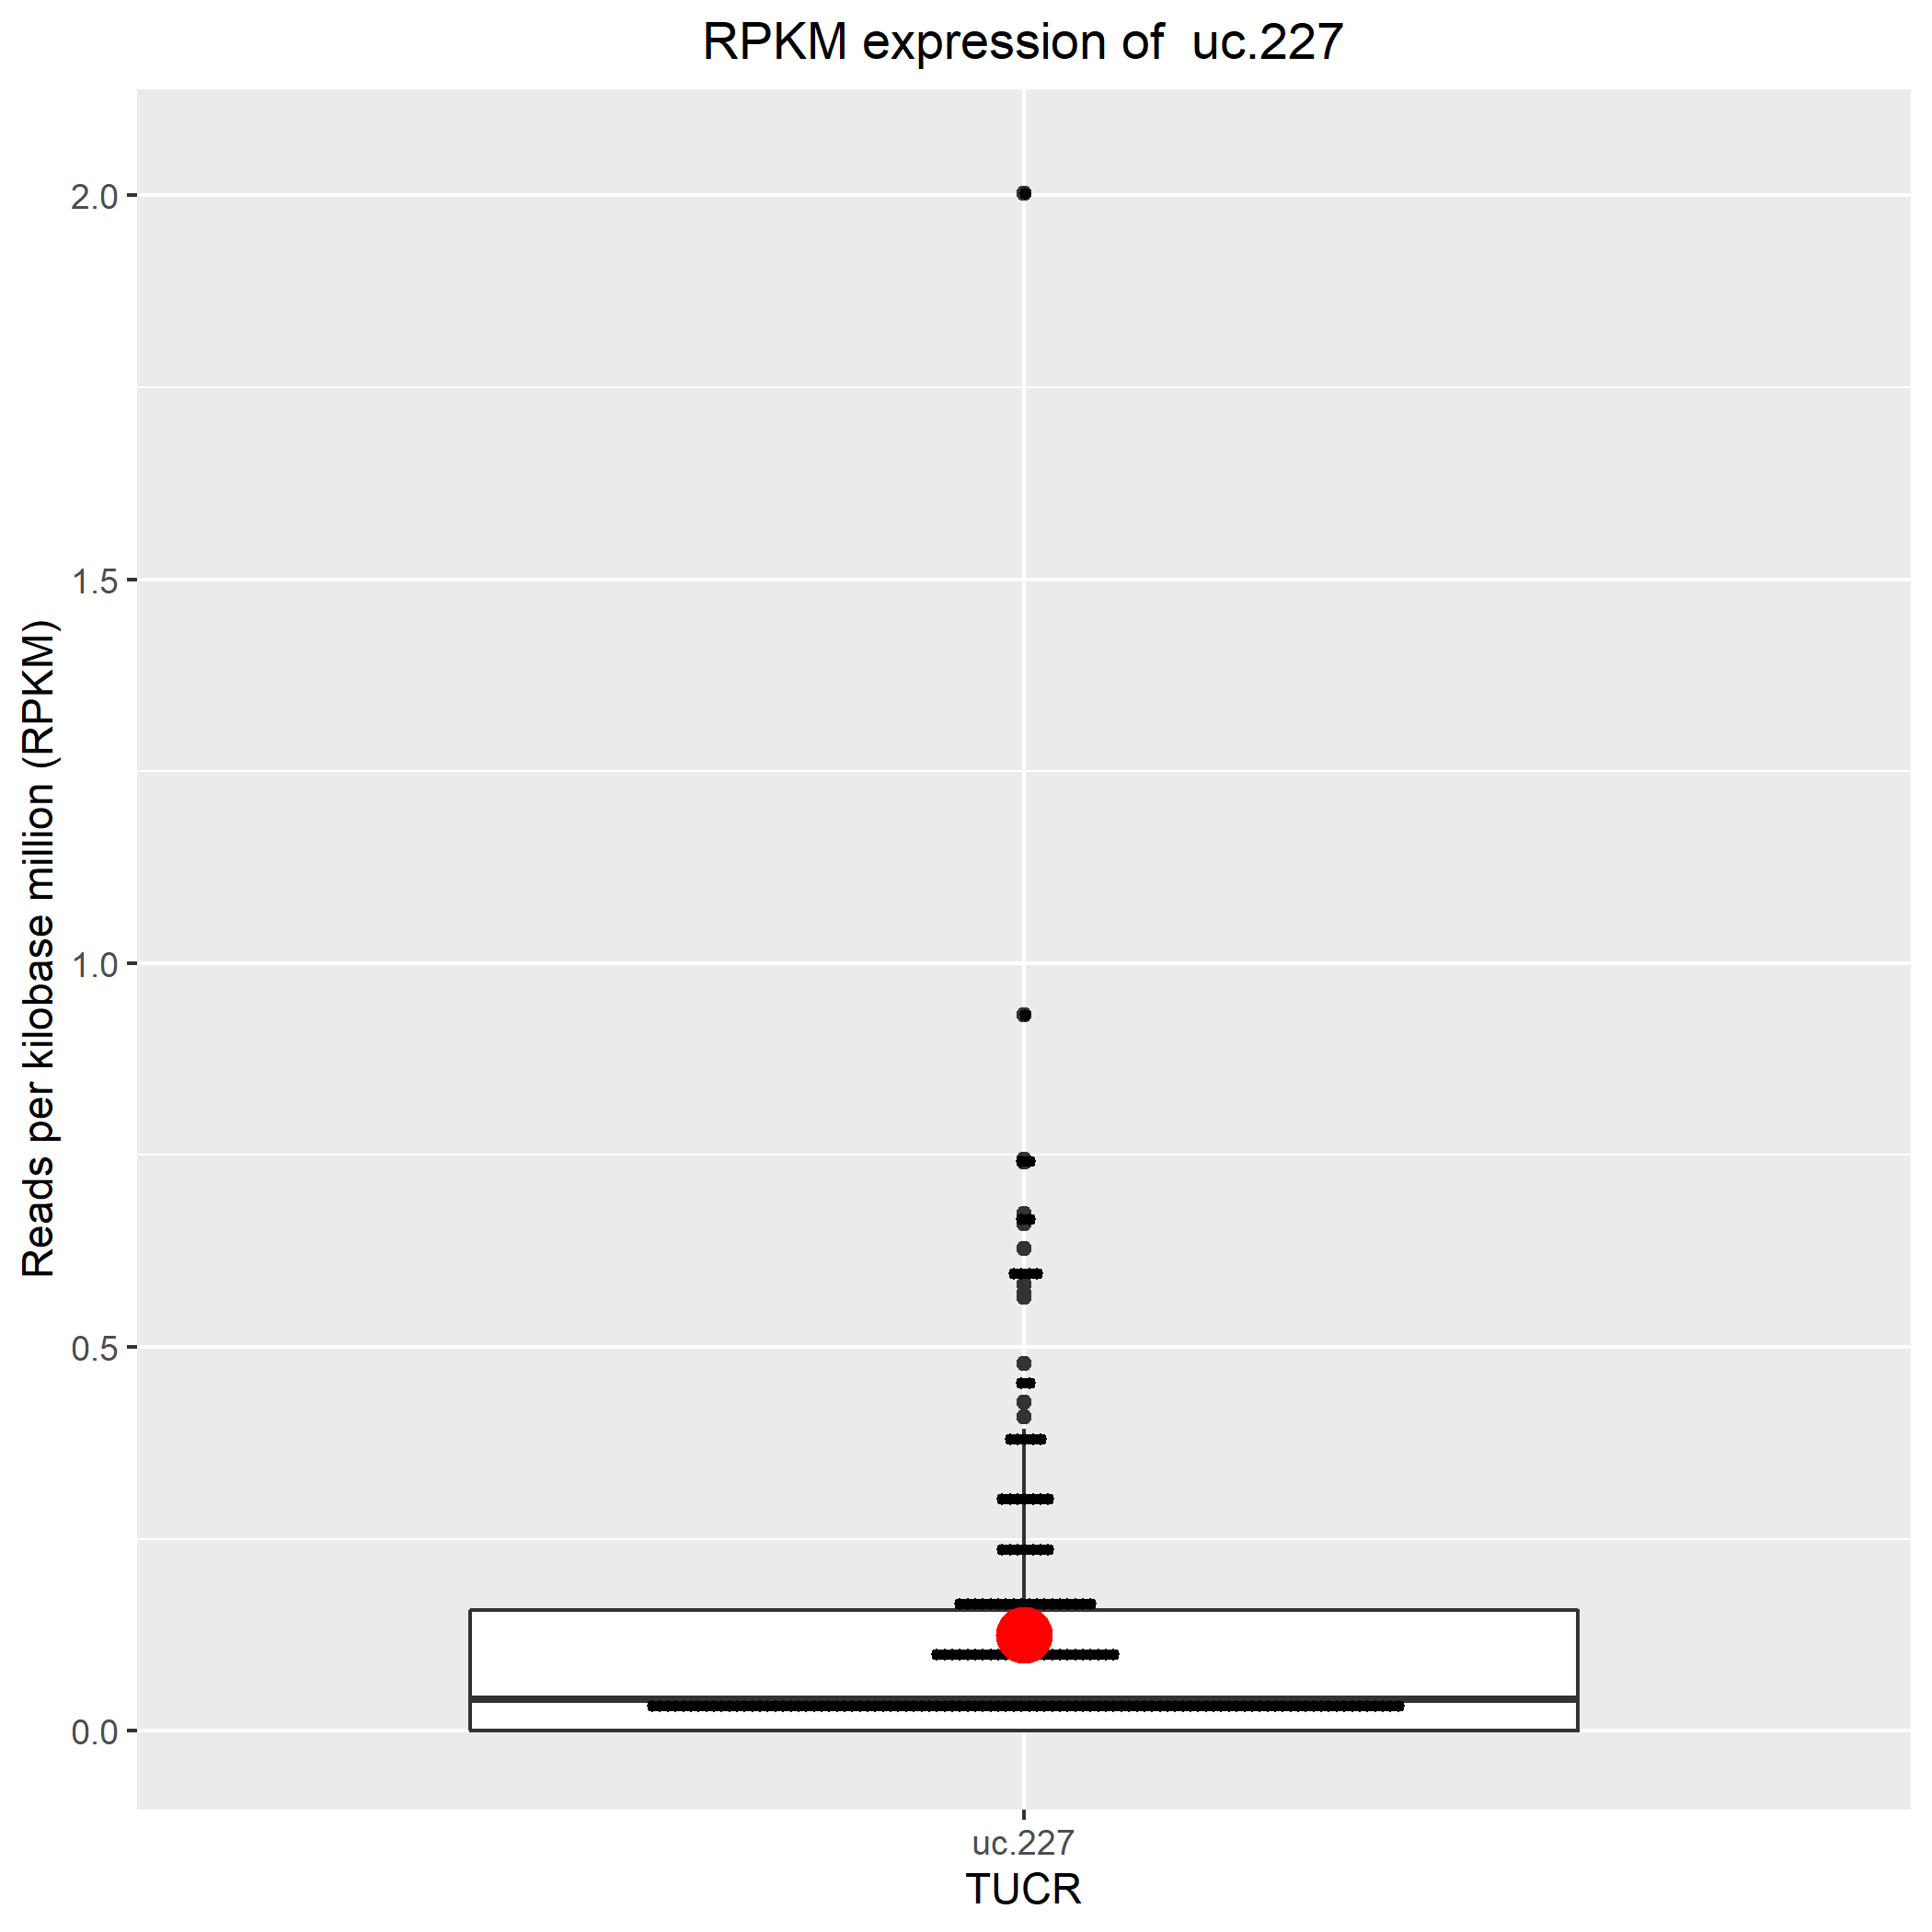 RPKM expression of  uc.227
Reads per kilobase million (RPKM)
2.0
1.5
1.0
0.5
0.0
uc.227
TUCR